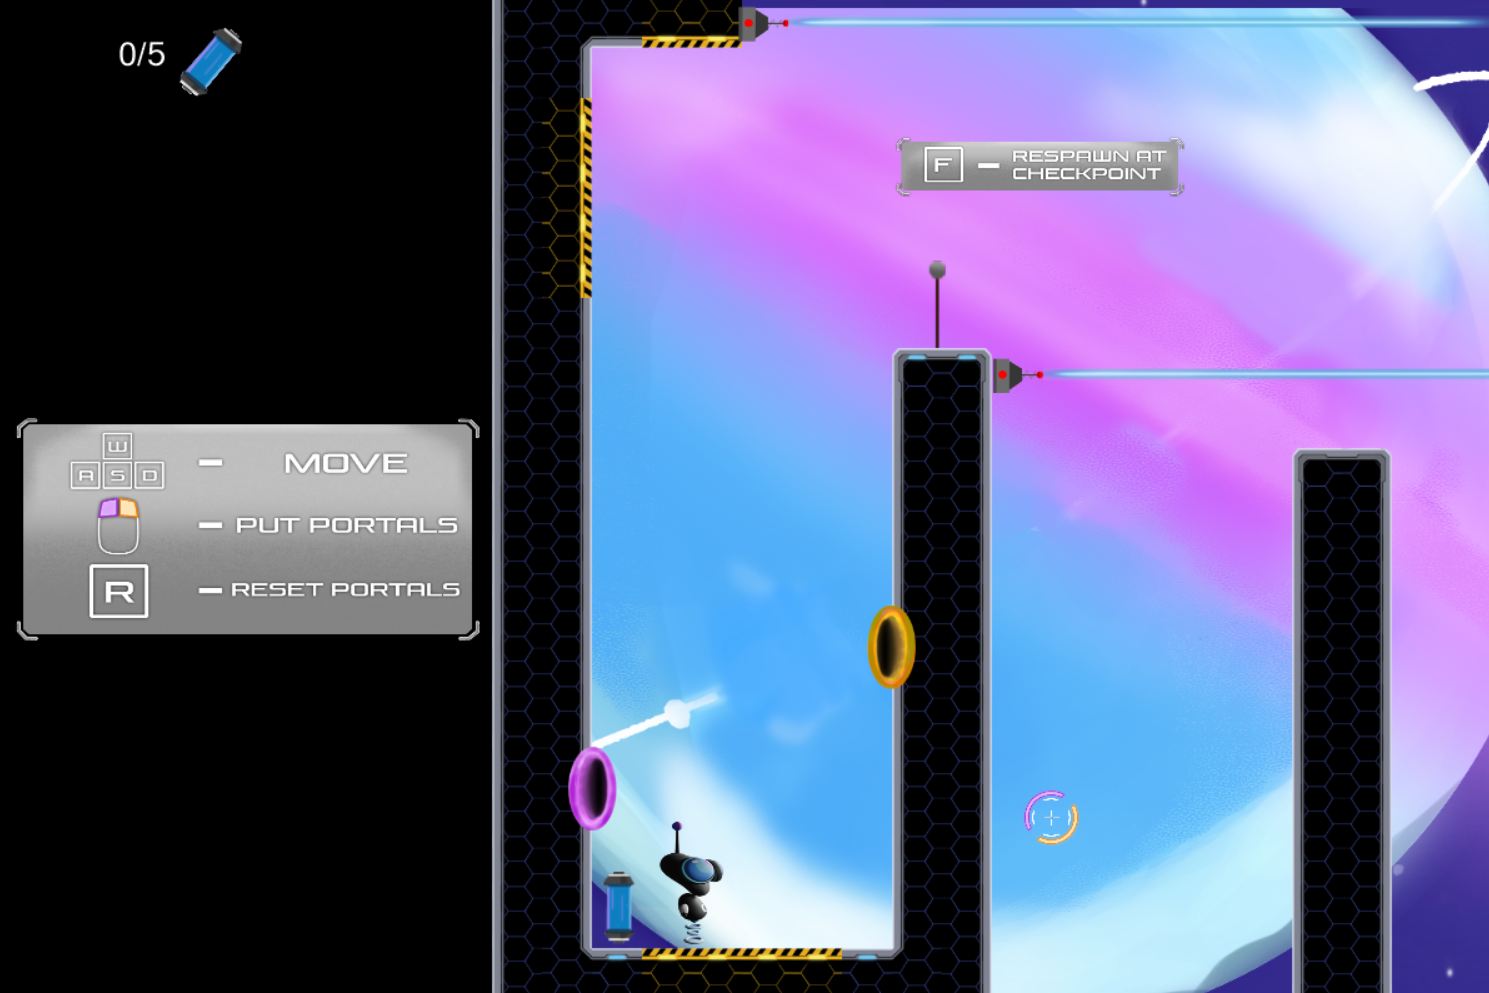 0/5
F – RESPAWN AT
CHECKPOINT
W
A S D – MOVE
– PUT PORTALS
R – RESET PORTALS